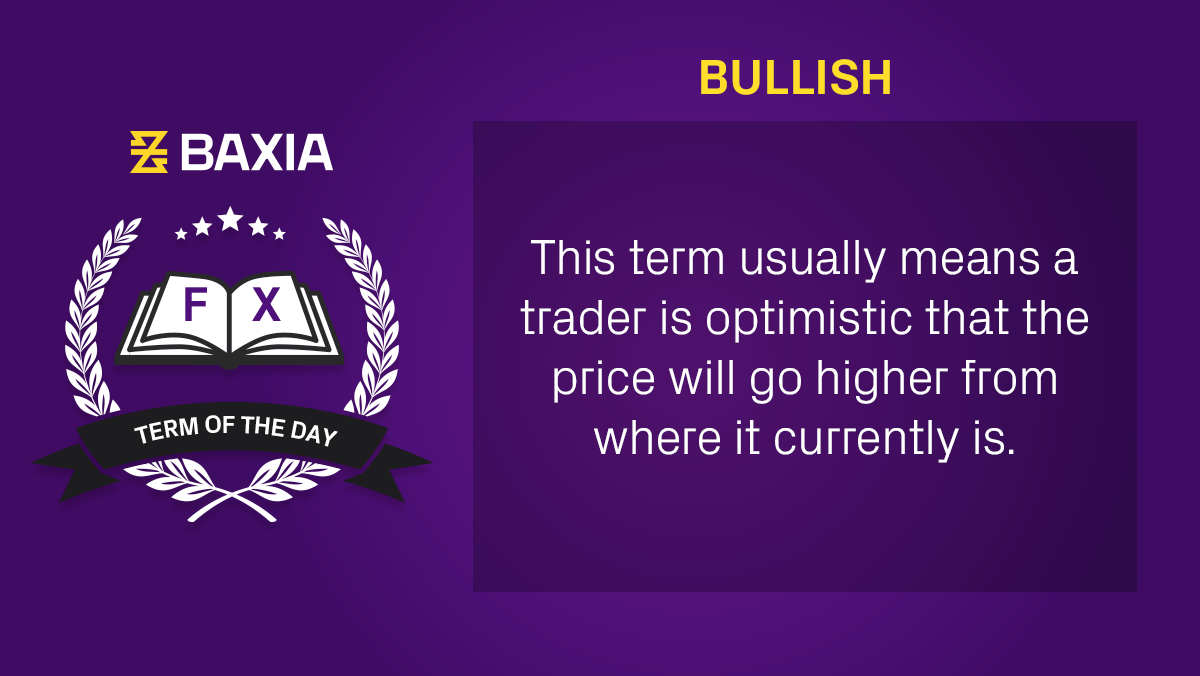 BULLISH
BAXIA
F X
TERM OF THE DAY
This term usually means a
trader is optimistic that the
price will go higher from
where it currently is.